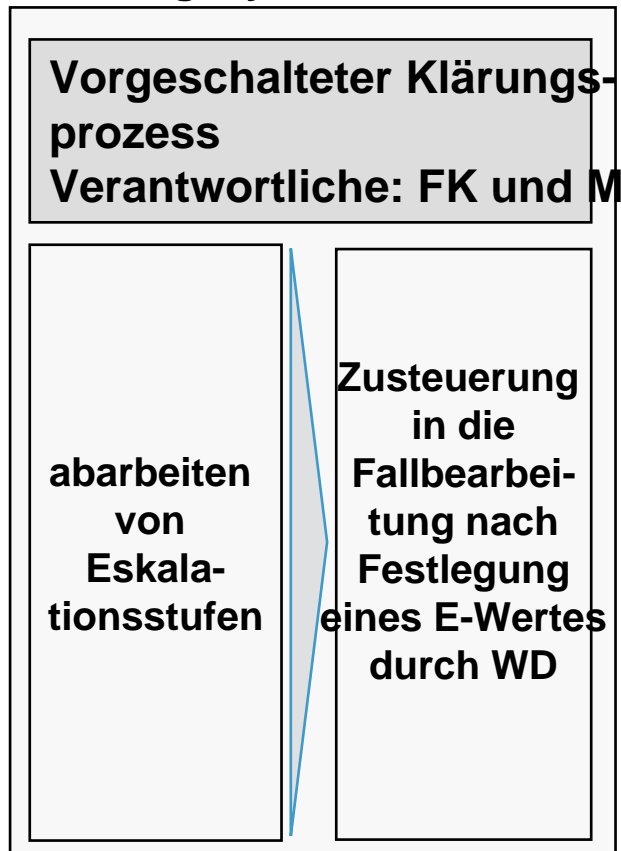 Vorgeschalteter Klärungs-
prozess
Verantwortliche: FK und M
abarbeiten
von
Eskala-
tionsstufen
Zusteuerung
in die
Fallbearbei-
tung nach
Festlegung
eines E-Wertes
durch WD